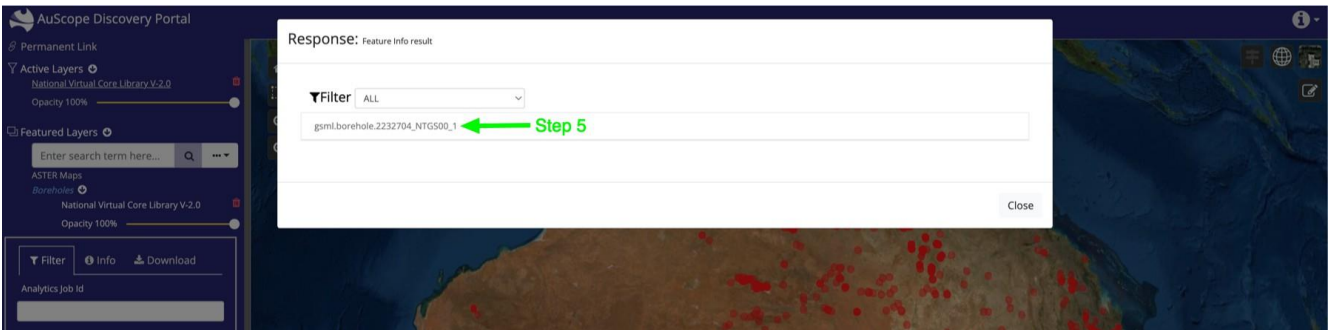 AuScope Discovery Portal
Permanent Link
Active Layers
National Virtual Core Library V-2.0
Opacity 100%
Featured Layers
Enter search term here...
ASTER Maps
Boreholes
National Virtual Core Library V-2.0
Opacity 100%
Filter Info Download
Analytics Job Id
Response: Feature Info result
Filter ALL
gsml.borehole.2232704_NTGS00_1 Step 5
Close